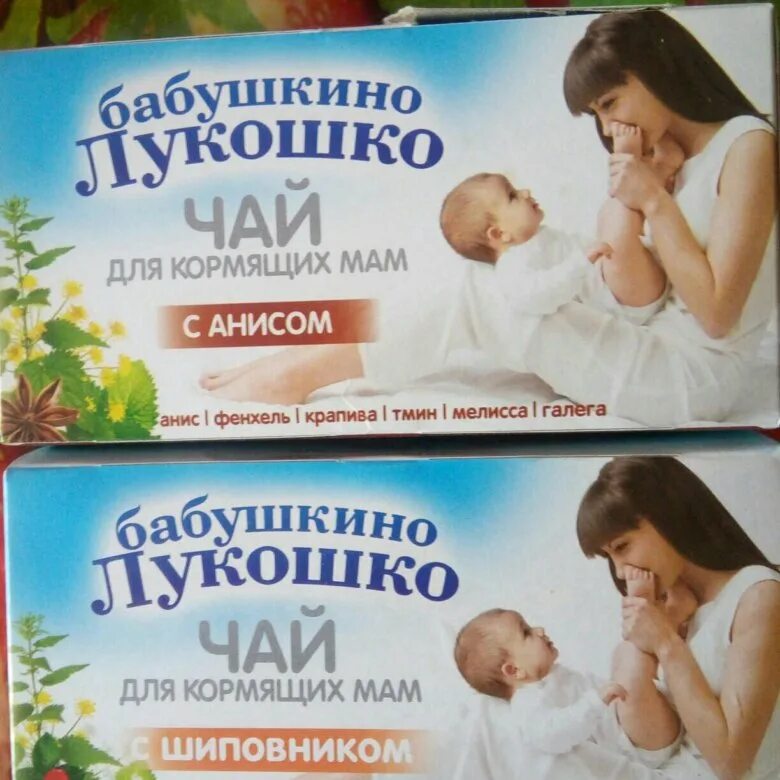 бабушкино
Лукошко
ЧАЙ
ДЛЯ КОРМЯЩИХ МАМ
С АНИСОМ
анис | фенхель | крапива | тмин | мелисса | галега
бабушкино
Лукошко
ЧАЙ
ДЛЯ КОРМЯЩИХ МАМ
С ШИПОВНИКОМ